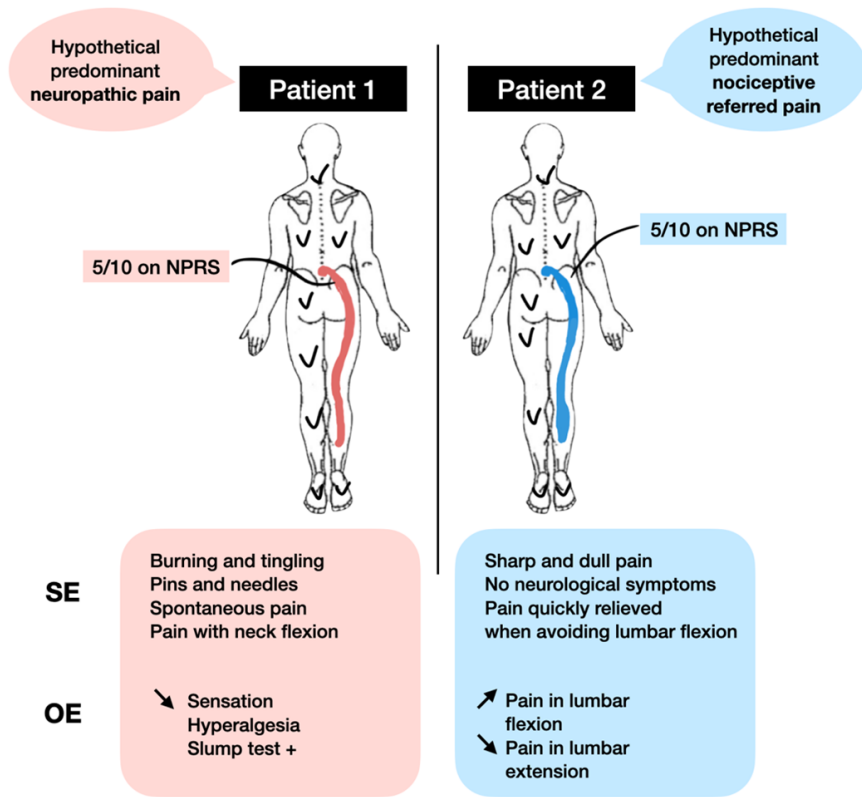 Hypothetical
predominant
neuropathic pain
Patient 1
5/10 on NPRS
Hypothetical
predominant
nociceptive
referred pain
Patient 2
5/10 on NPRS
SE
Burning and tingling
Pins and needles
Spontaneous pain
Pain with neck flexion
Sharp and dull pain
No neurological symptoms
Pain quickly relieved
when avoiding lumbar flexion
OE
↘ Sensation
Hyperalgesia
Slump test +
↗ Pain in lumbar
flexion
↘ Pain in lumbar
extension